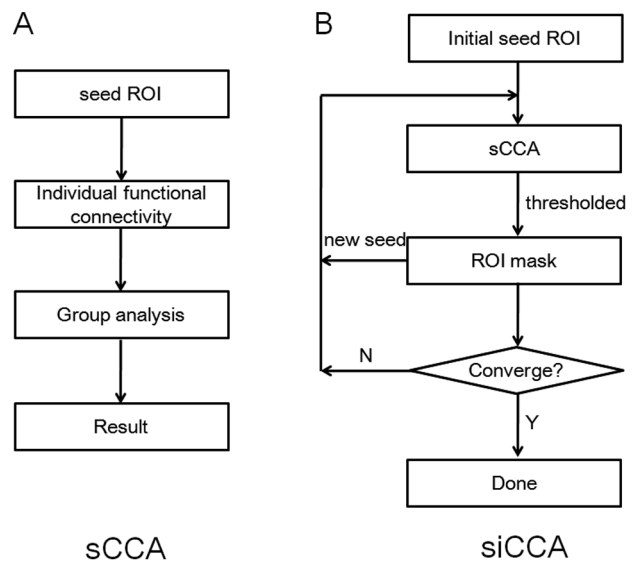 A
seed ROI
Individual functional
connectivity
Group analysis
Result
sCCA
B
Initial seed ROI
sCCA
thresholded
new seed
ROI mask
N
Converge?
Y
Done
siCCA